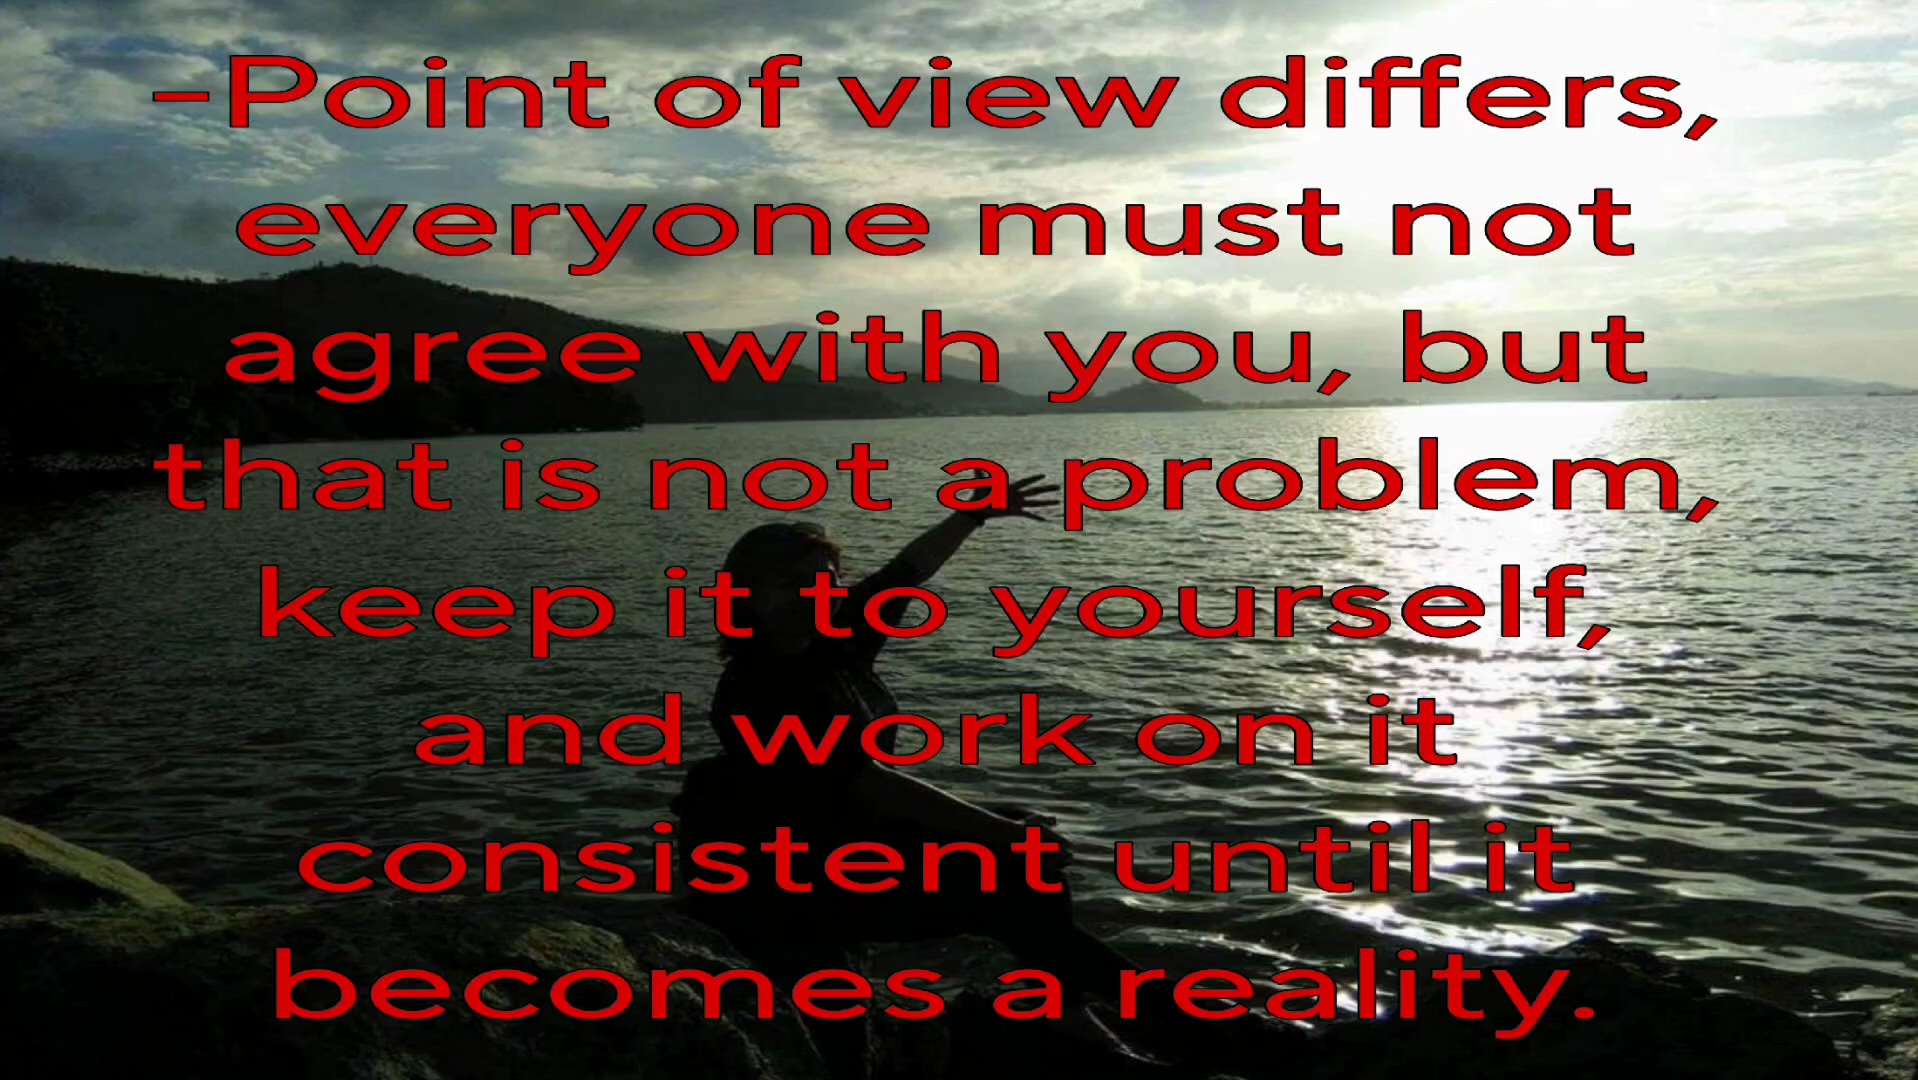 -Point of view differs,
everyone must not
agree with you, but
that is not a problem,
keep it to yourself,
and work on it
consistent until it
becomes a reality.